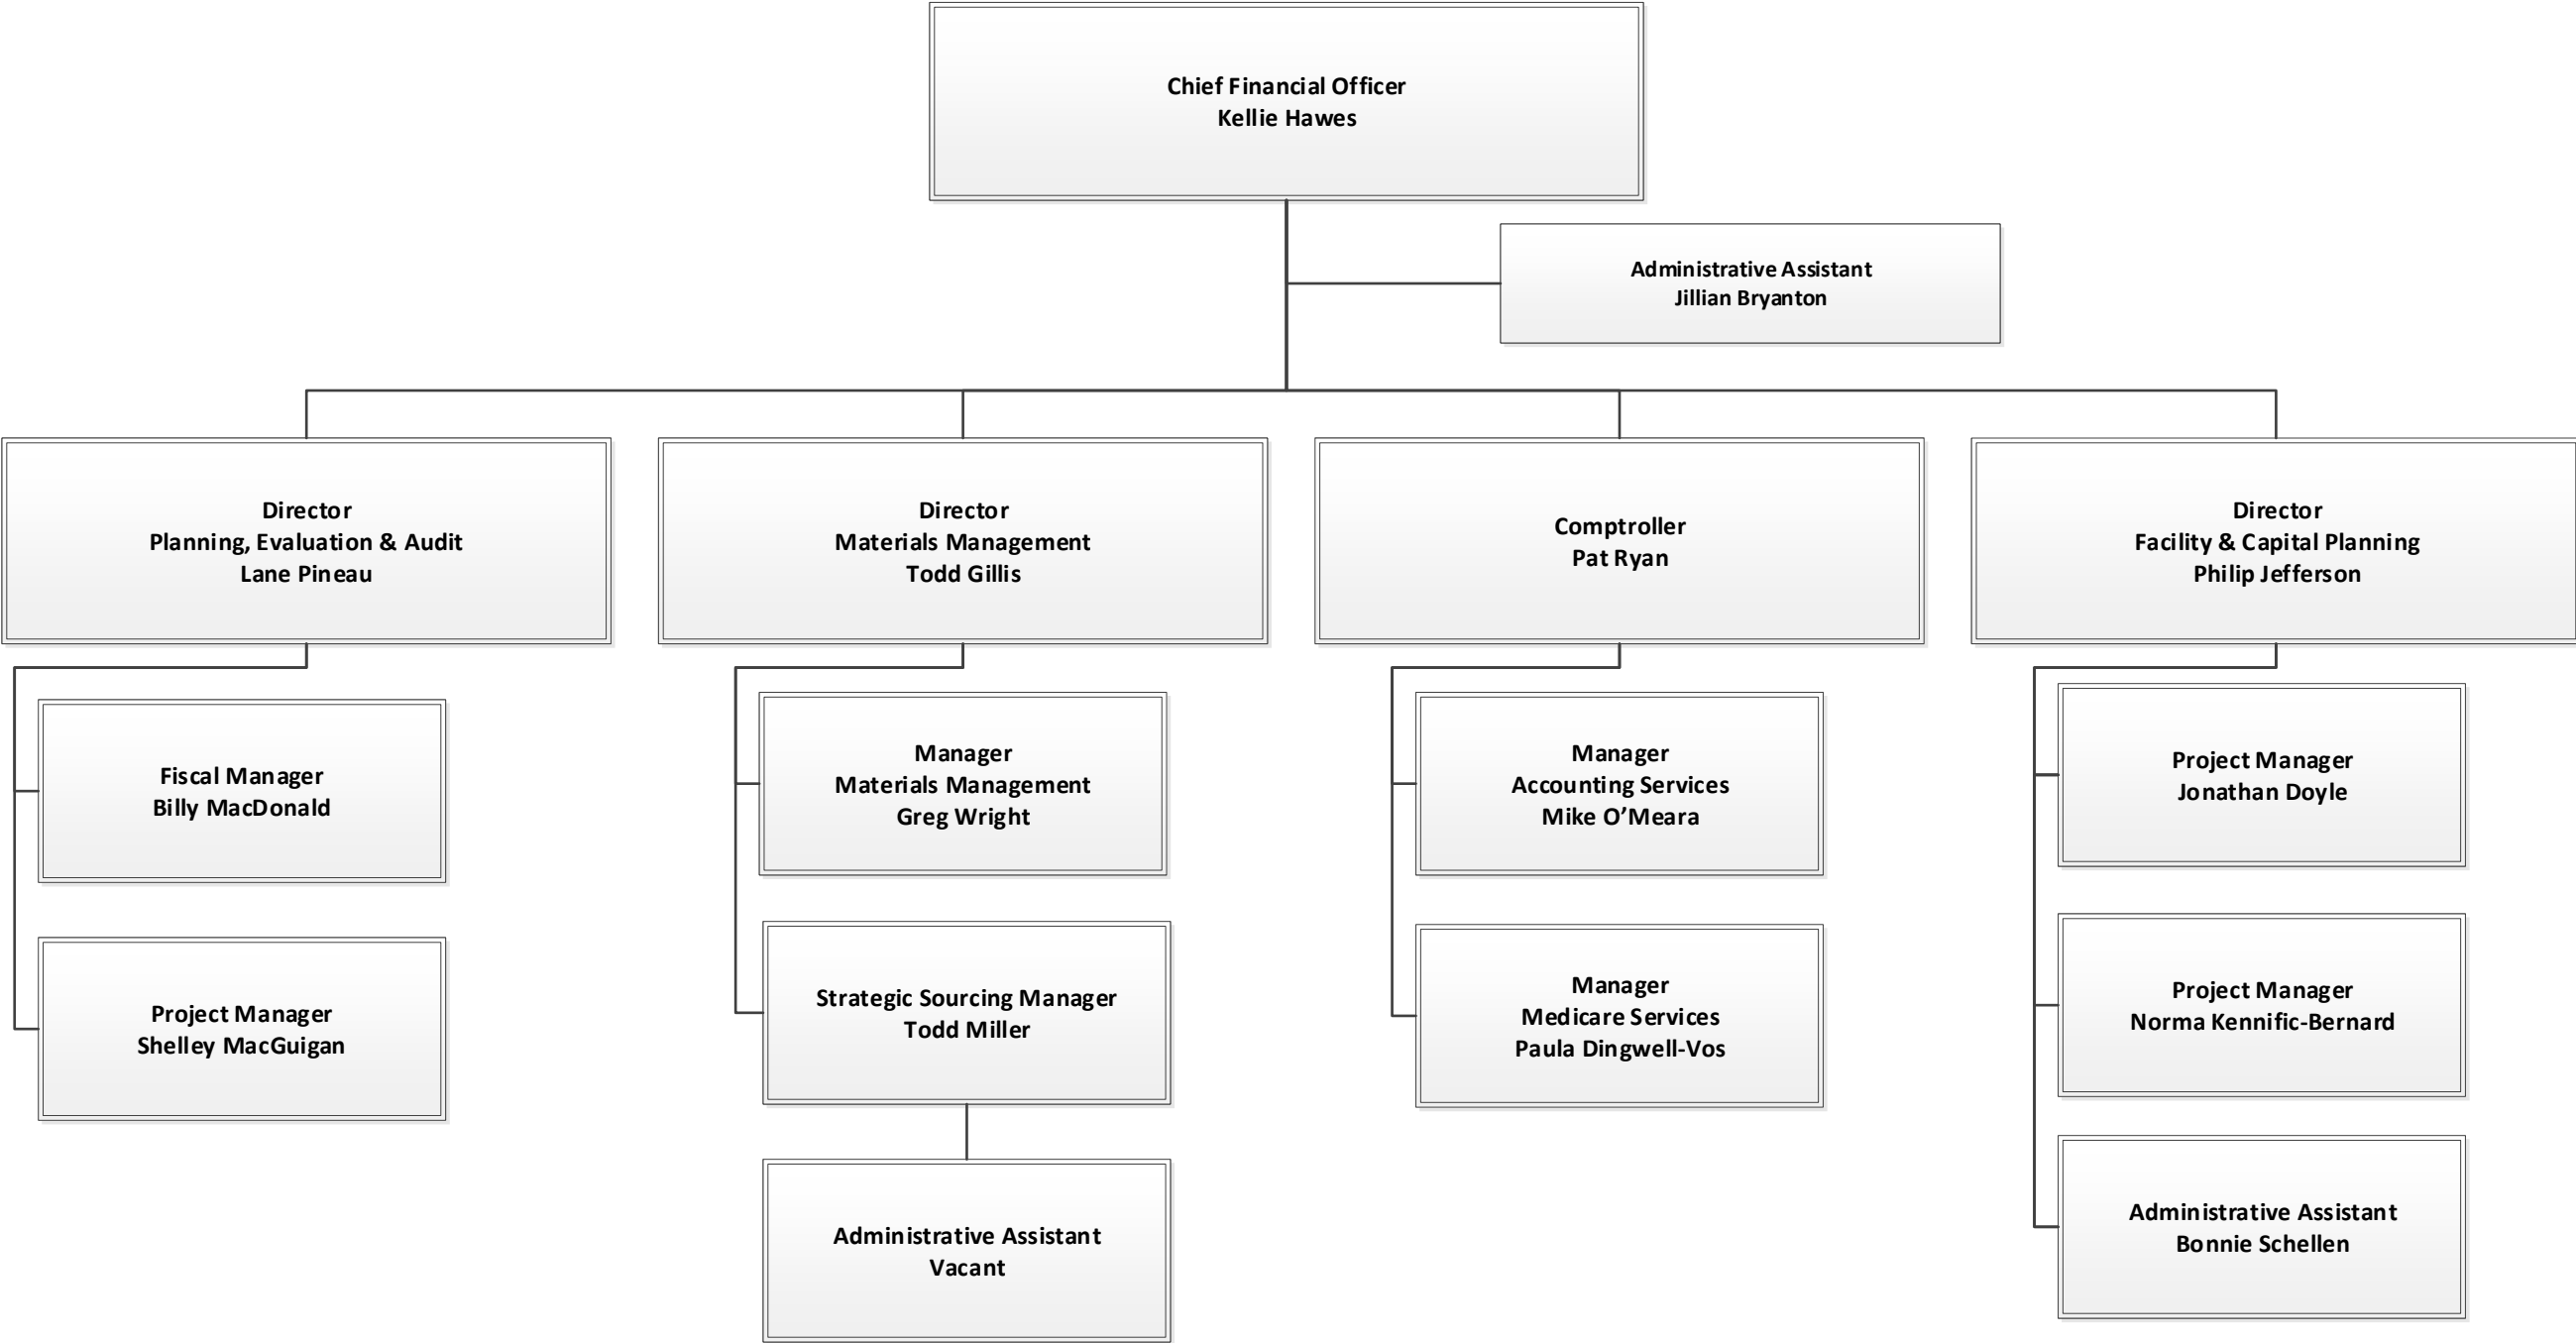 Chief Financial Officer
Kellie Hawes
Administrative Assistant
Jillian Bryanton
Director
Planning, Evaluation & Audit
Lane Pineau
Director
Materials Management
Todd Gillis
Comptroller
Pat Ryan
Director
Facility & Capital Planning
Philip Jefferson
Fiscal Manager
Billy MacDonald
Project Manager
Shelley MacGuigan
Manager
Materials Management
Greg Wright
Strategic Sourcing Manager
Todd Miller
Administrative Assistant
Vacant
Manager
Accounting Services
Mike O’Meara
Manager
Medicare Services
Paula Dingwell-Vos
Project Manager
Jonathan Doyle
Project Manager
Norma Kennific-Bernard
Administrative Assistant
Bonnie Schellen